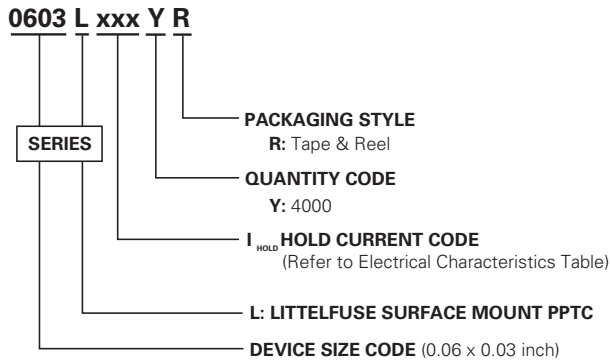 0603 L xxx Y R
PACKAGING STYLE
R: Tape & Reel
SERIES
QUANTITY CODE
Y: 4000
I HOLD HOLD CURRENT CODE
(Refer to Electrical Characteristics Table)
L: LITTELFUSE SURFACE MOUNT PPTC
DEVICE SIZE CODE (0.06 x 0.03 inch)